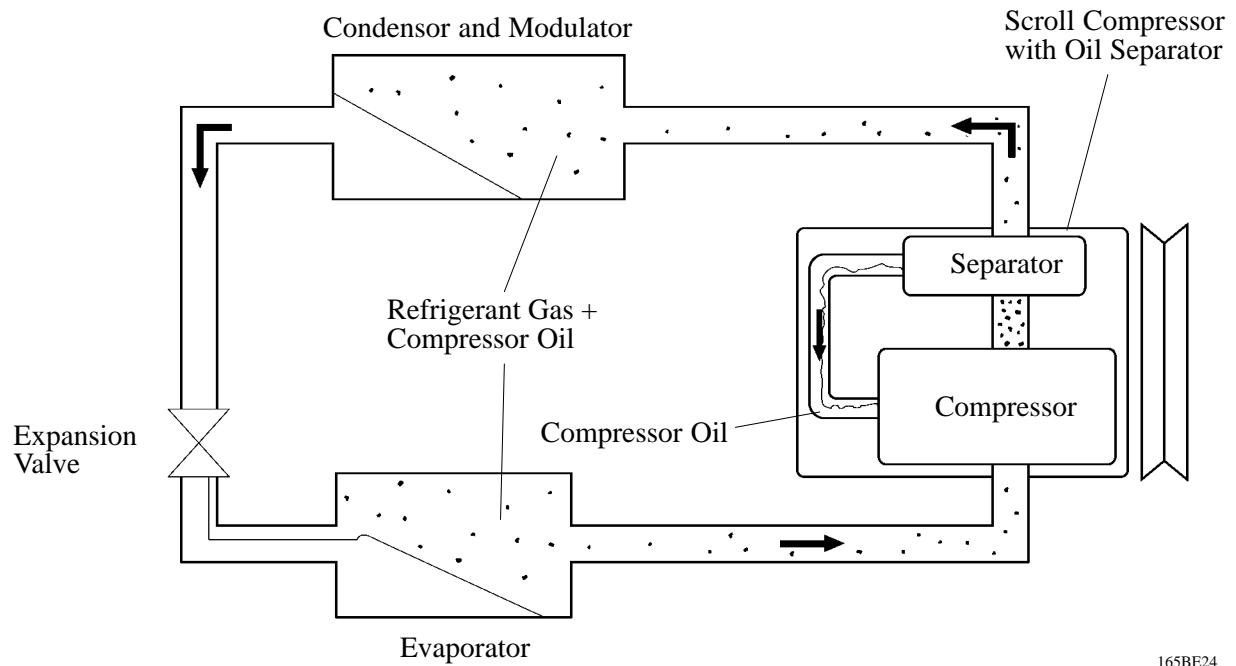 Condensor and Modulator
Scroll Compressor
with Oil Separator
Separator
Refrigerant Gas +
Compressor Oil
Compressor
Compressor Oil
Expansion
Valve
Evaporator
165BE24